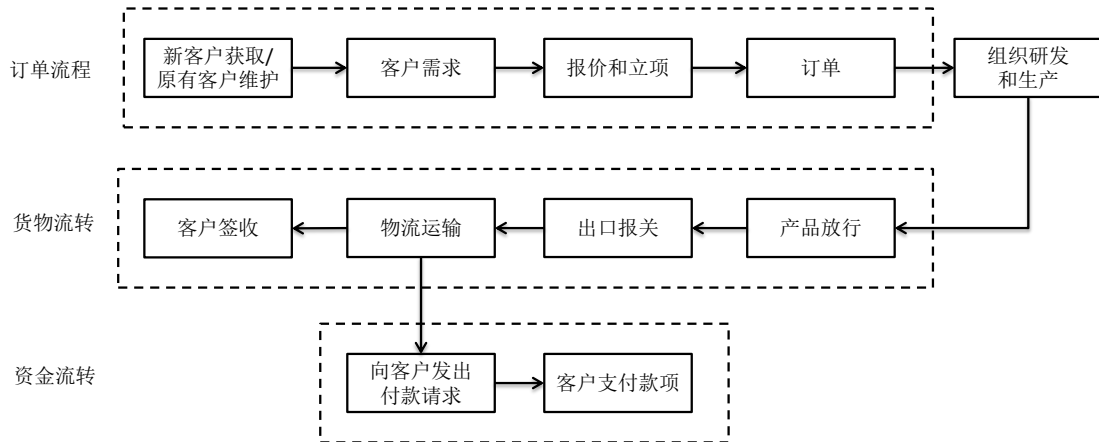 订单流程
新客户获取/
原有客户维护
客户需求
报价和立项
订单
组织研发
和生产
货物流转
客户签收
物流运输
出口报关
产品放行
资金流转
向客户发出
付款请求
客户支付款项